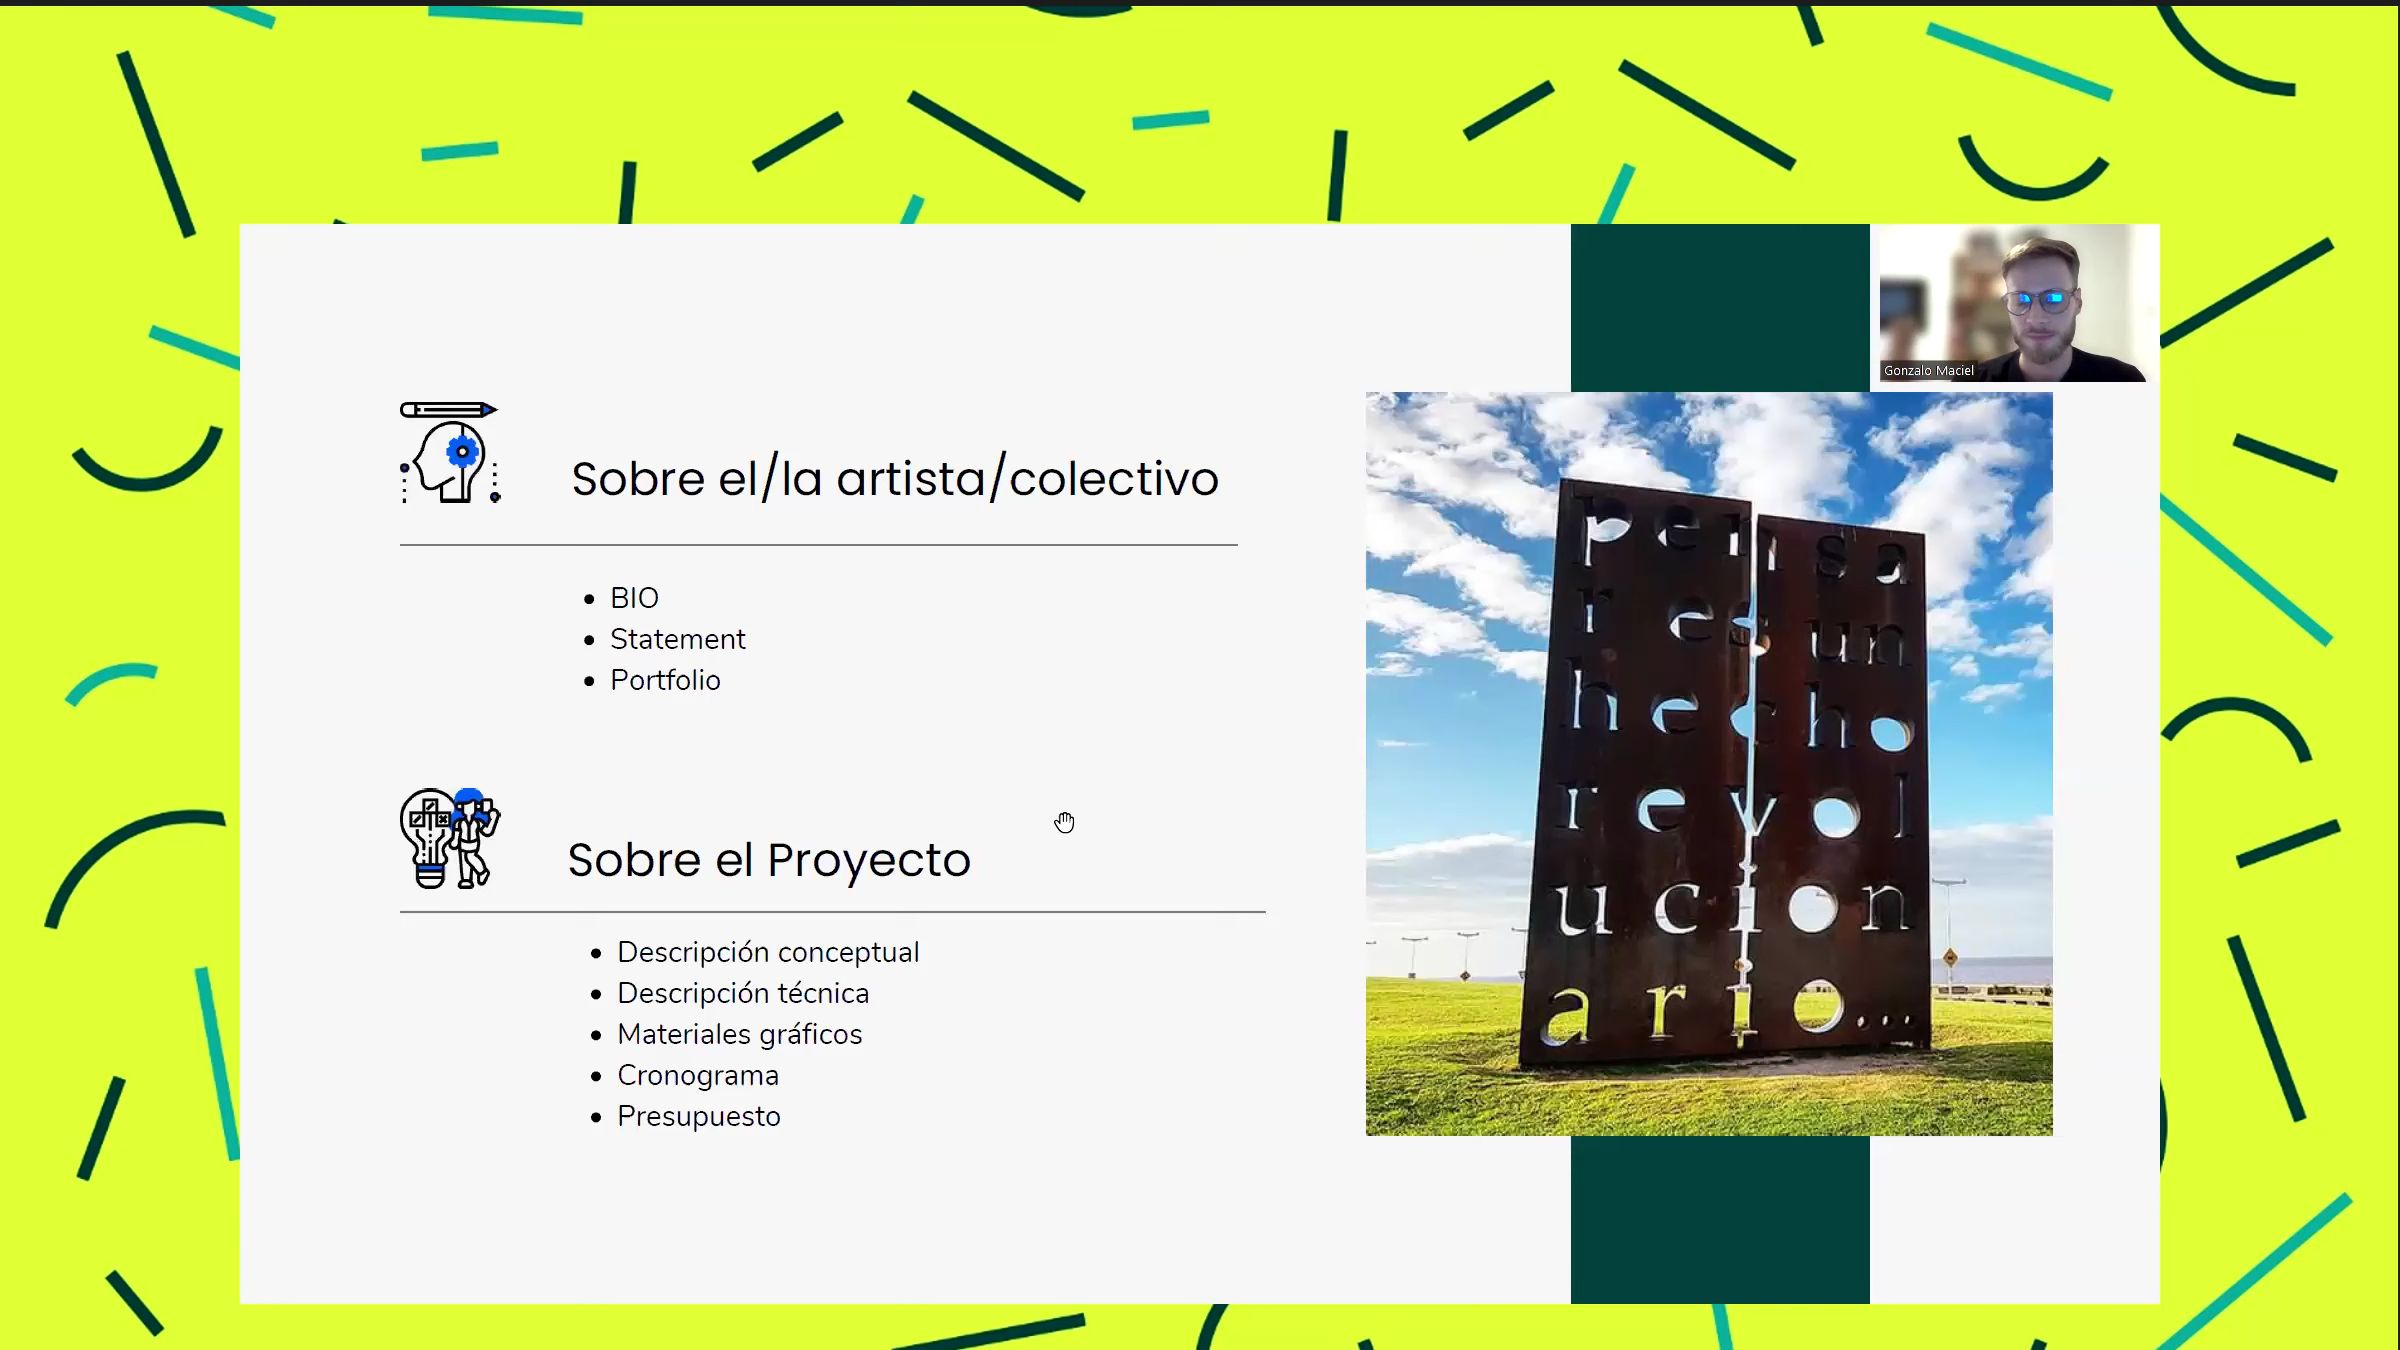 Gonzalo Maciel
Sobre el/la artista/colectivo
BIO
Statement
Portfolio
Sobre el Proyecto
Descripción conceptual
Descripción técnica
Materiales gráficos
Cronograma
Presupuesto
pensa
r es un
hecho
revol
ucion
ario...